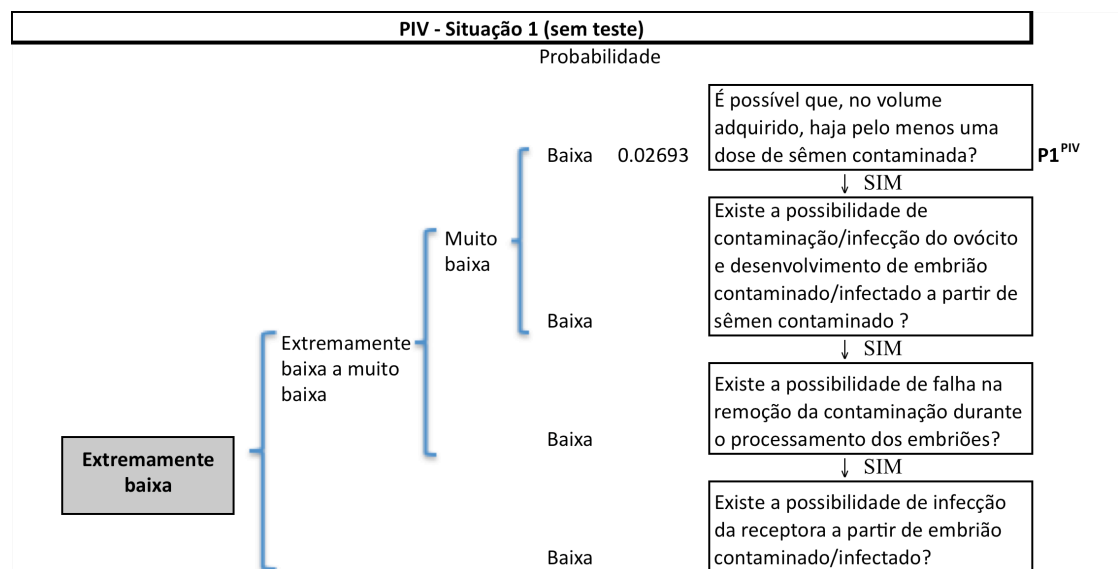 PIV - Situação 1 (sem teste)
Probabilidade
É possível que, no volume
adquirido, haja pelo menos uma
dose de sêmen contaminada?
Baixa 0.02693
P1^PIV
↓ SIM
Existe a possibilidade de
contaminação/infecção do ovócito
e desenvolvimento de embrião
contaminado/infectado a partir de
sêmen contaminado ?
Muito
baixa
Baixa
↓ SIM
Extremamente
baixa a muito
baixa
Existe a possibilidade de falha na
remoção da contaminação durante
o processamento dos embriões?
Baixa
↓ SIM
Extremamente
baixa
Existe a possibilidade de infecção
da receptora a partir de embrião
contaminado/infectado?
Baixa